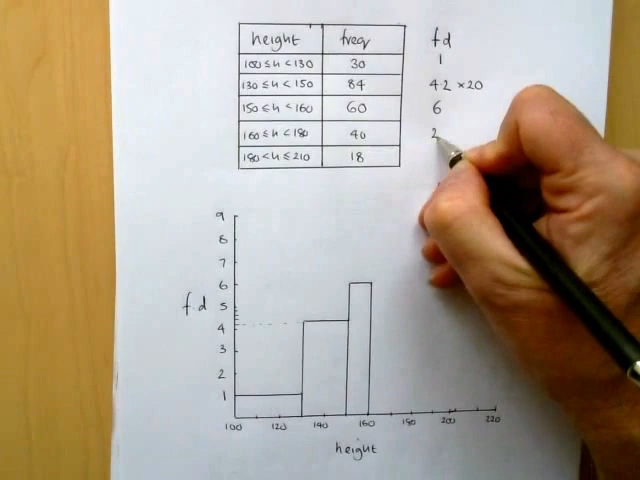 height freq fd
100 ≤ h < 130 30 1
130 ≤ h < 150 84 4.2 × 20
150 ≤ h < 160 60 6
160 ≤ h < 180 40 2
180 < h ≤ 210 18
9
8
7
6
f.d 5
4
3
2
1
100 120 140 160 180 200 220
height